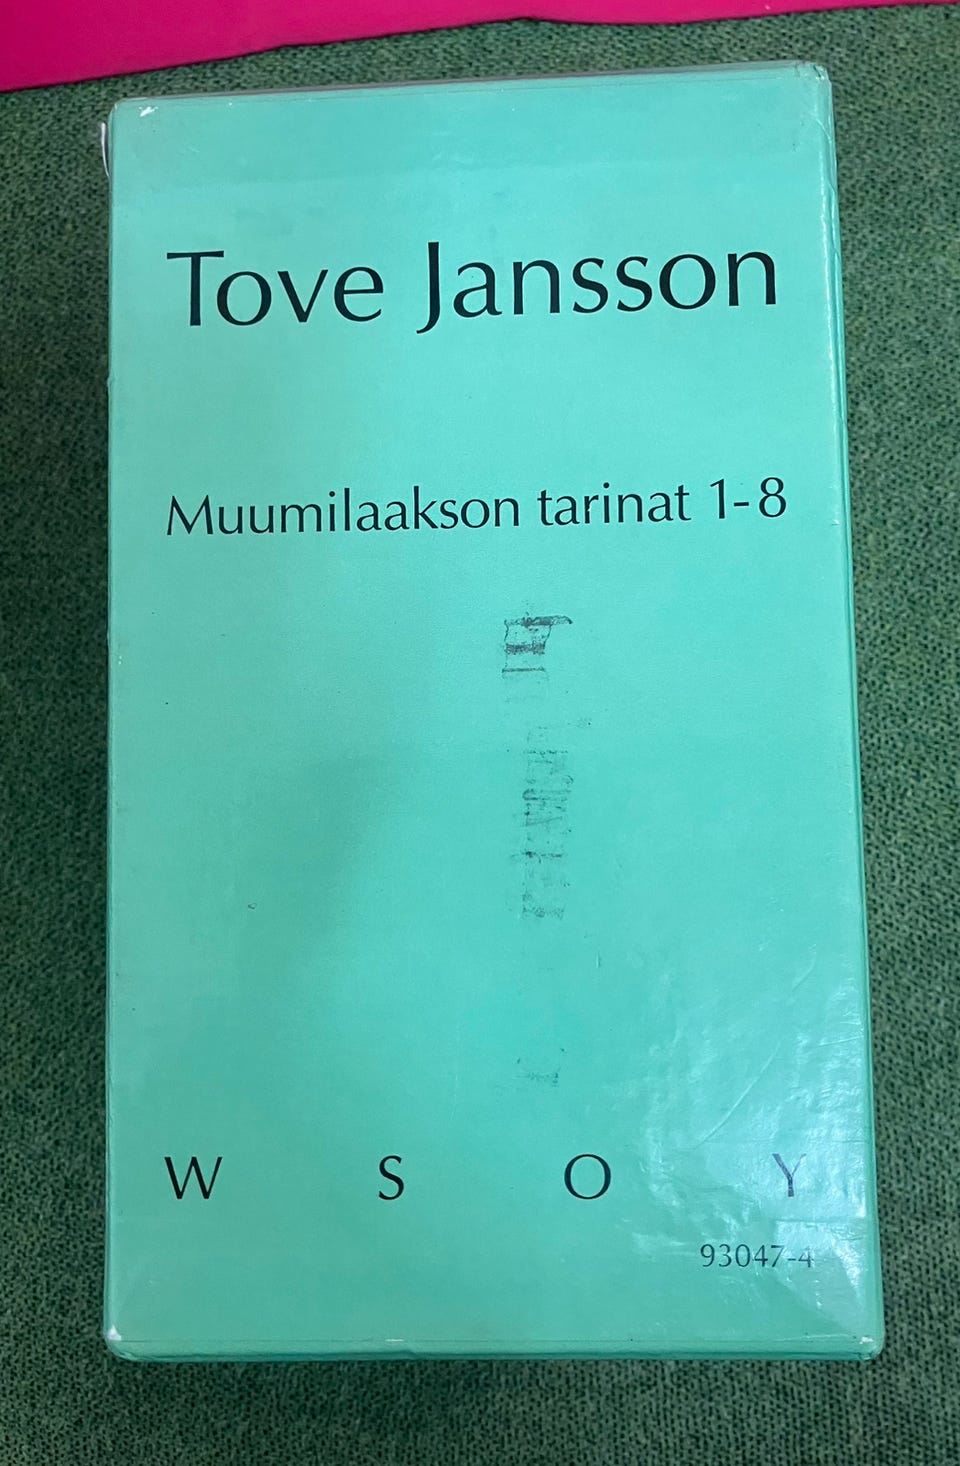 Tove Jansson
Muumilaakson tarinat 1-8
W S O Y
93047-4